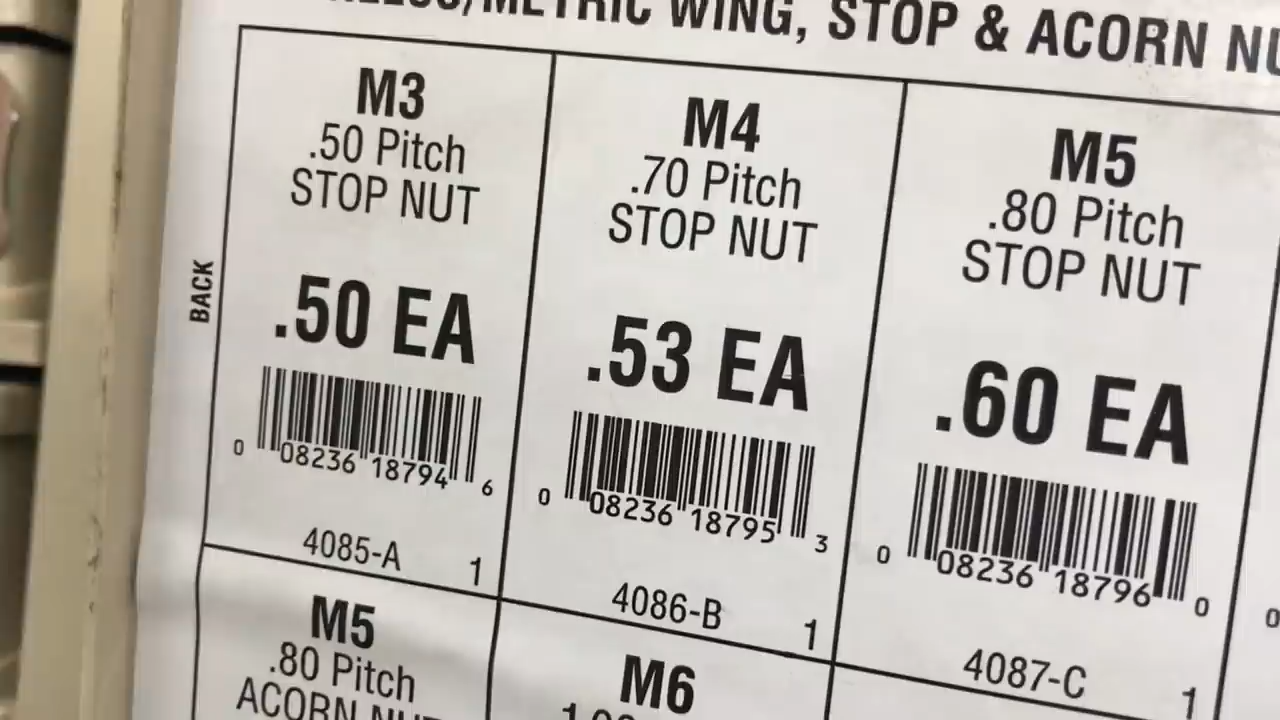 METRIC WING, STOP & ACORN
BACK
M3
.50 Pitch
STOP NUT
.50 EA
0 08236 18794 6
4085-A 1
M4
.70 Pitch
STOP NUT
.53 EA
0 08236 18795 3
4086-B 1
M5
.80 Pitch
STOP NUT
.60 EA
0 08236 18796 0
4087-C 1
0
M5
.80 Pitch
ACORN
M6